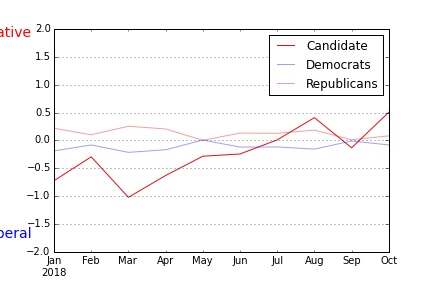 2.0
ative
1.5
1.0
0.5
0.0
−0.5
−1.0
−1.5
beral
−2.0
Candidate
Democrats
Republicans
Jan Feb Mar Apr May Jun Jul Aug Sep Oct
2018